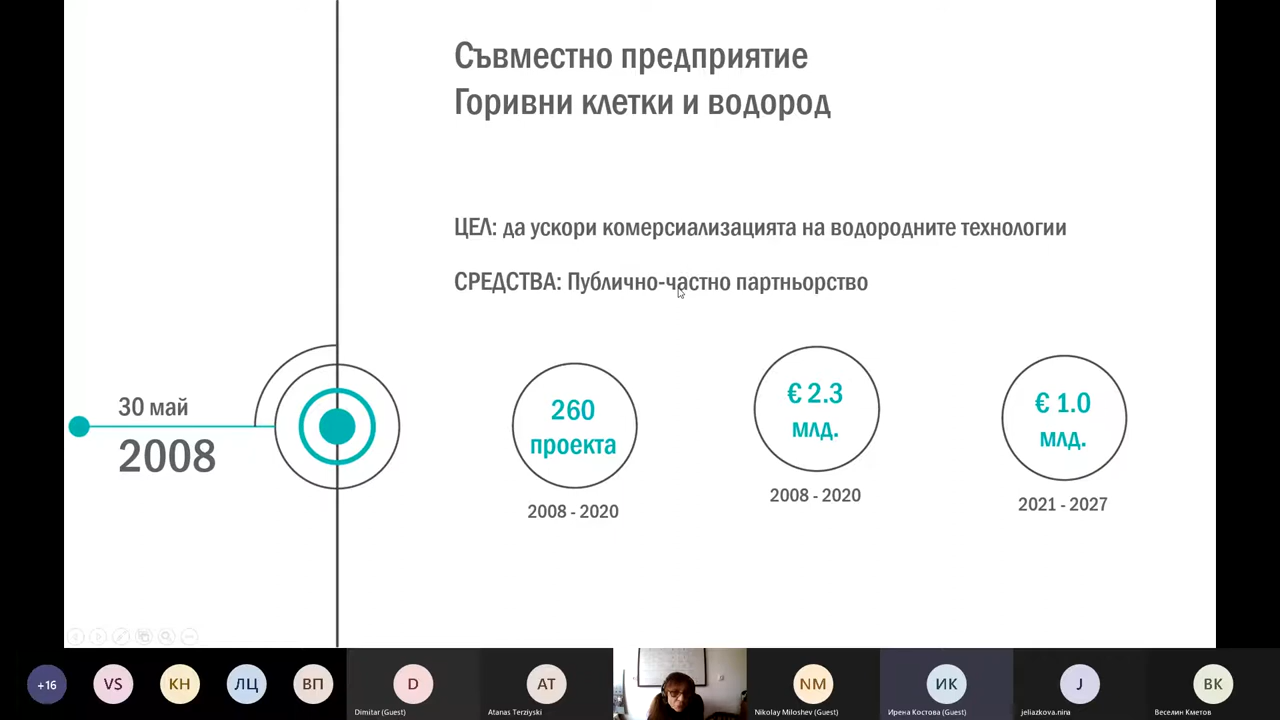 Съвместно предприятие
Горивни клетки и водород
ЦЕЛ: да ускори комерсиализацията на водородните технологии
СРЕДСТВА: Публично-частно партньорство
30 май
2008
260
проекта
2008 - 2020
€ 2.3
млд.
2008 - 2020
€ 1.0
млд.
2021 - 2027
+16
VS
КН
ЛЦ
ВП
D
Dimitar (Guest)
AT
Atanas Terziyski
NM
Nikolay Miloshev (Guest)
ИК
Ирена Костова (Guest)
J
jeliazkova.nina
ВК
Веселин Кметов